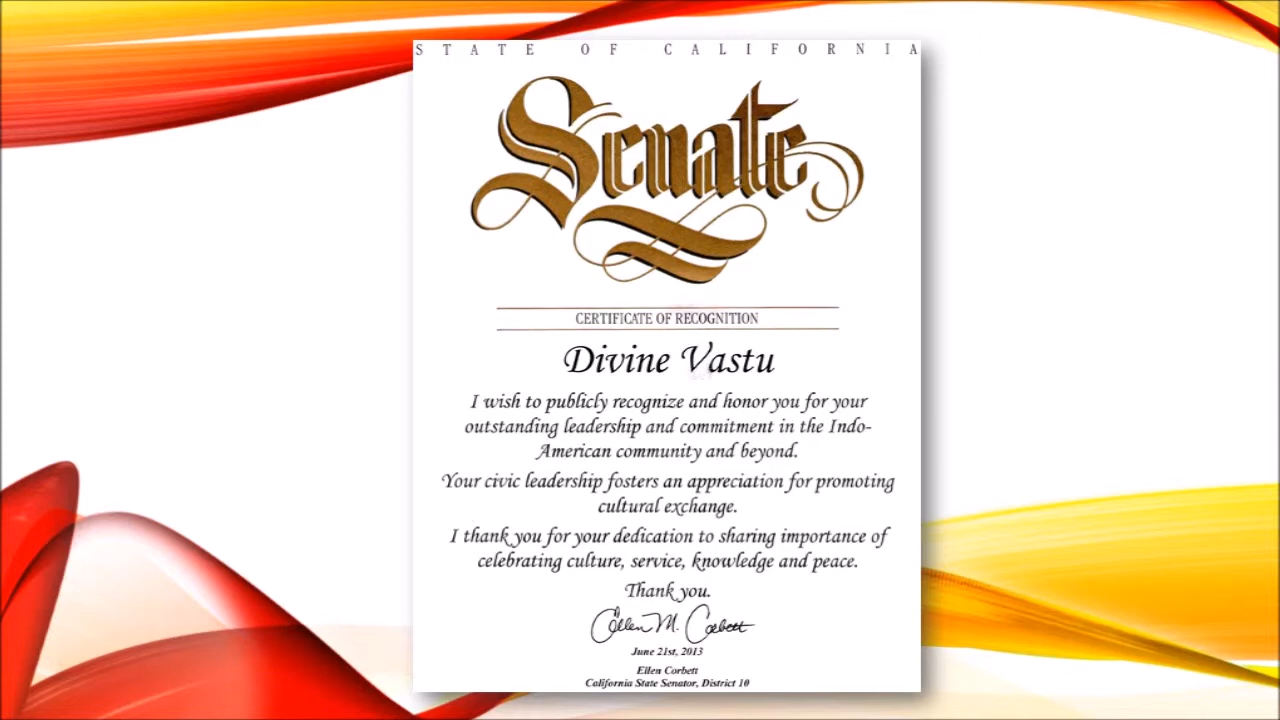 STATE OF CALIFORNIA
Senate
CERTIFICATE OF RECOGNITION
Divine Vastu
I wish to publicly recognize and honor you for your
outstanding leadership and commitment in the Indo-
American community and beyond.
Your civic leadership fosters an appreciation for promoting
cultural exchange.
I thank you for your dedication to sharing importance of
celebrating culture, service, knowledge and peace.
Thank you.
Ellen M. Corbett
June 21st, 2013
Ellen Corbett
California State Senator, District 10